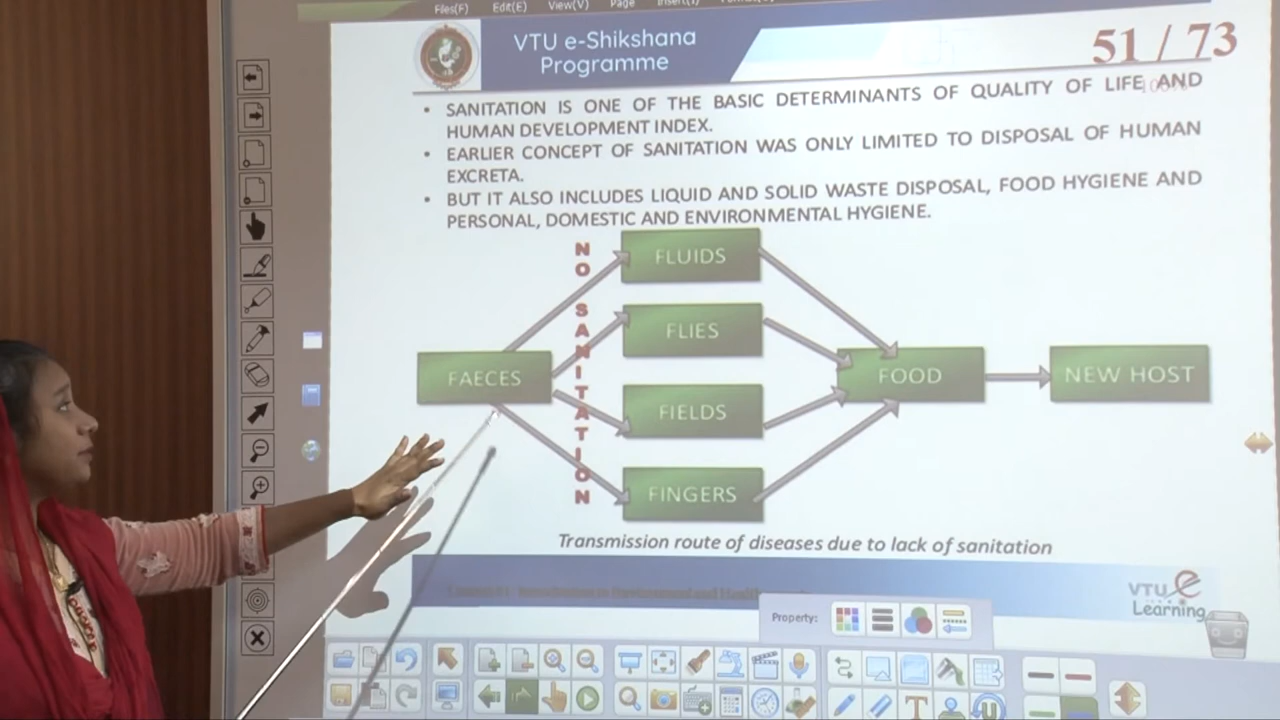 Files(F) Edit(E) View(V) Page Insert(I)
VTU e-Shikshana
Programme
51 / 73
100%
• SANITATION IS ONE OF THE BASIC DETERMINANTS OF QUALITY OF LIFE AND
HUMAN DEVELOPMENT INDEX.
• EARLIER CONCEPT OF SANITATION WAS ONLY LIMITED TO DISPOSAL OF HUMAN
EXCRETA.
• BUT IT ALSO INCLUDES LIQUID AND SOLID WASTE DISPOSAL, FOOD HYGIENE AND
PERSONAL, DOMESTIC AND ENVIRONMENTAL HYGIENE.
NO SANITATION
FLUIDS
FLIES
FAECES
FOOD
NEW HOST
FIELDS
FINGERS
Transmission route of diseases due to lack of sanitation
VTU e
Learning
Property: